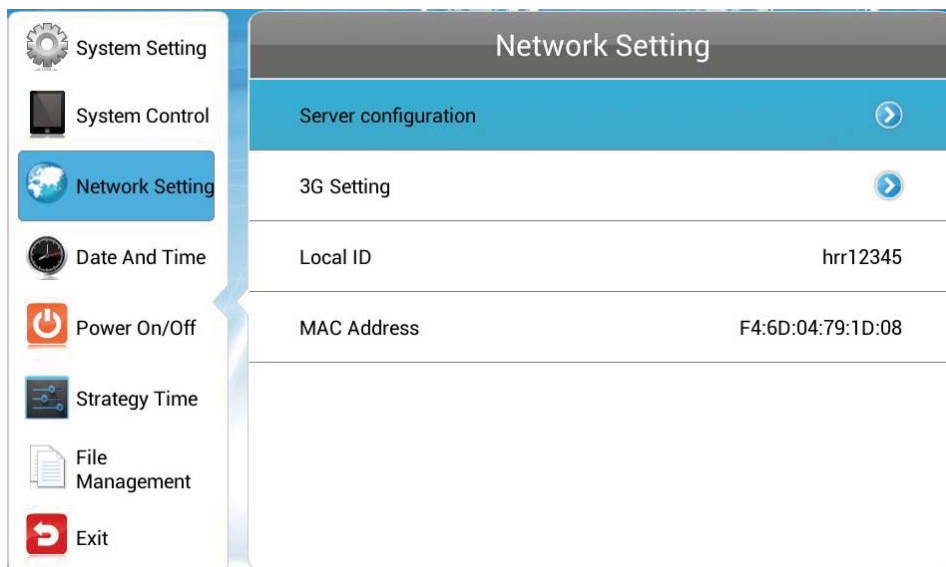 System Setting
System Control
Network Setting
Date And Time
Power On/Off
Strategy Time
File
Management
Exit
Network Setting
Server configuration
3G Setting
Local ID hrr12345
MAC Address F4:6D:04:79:1D:08